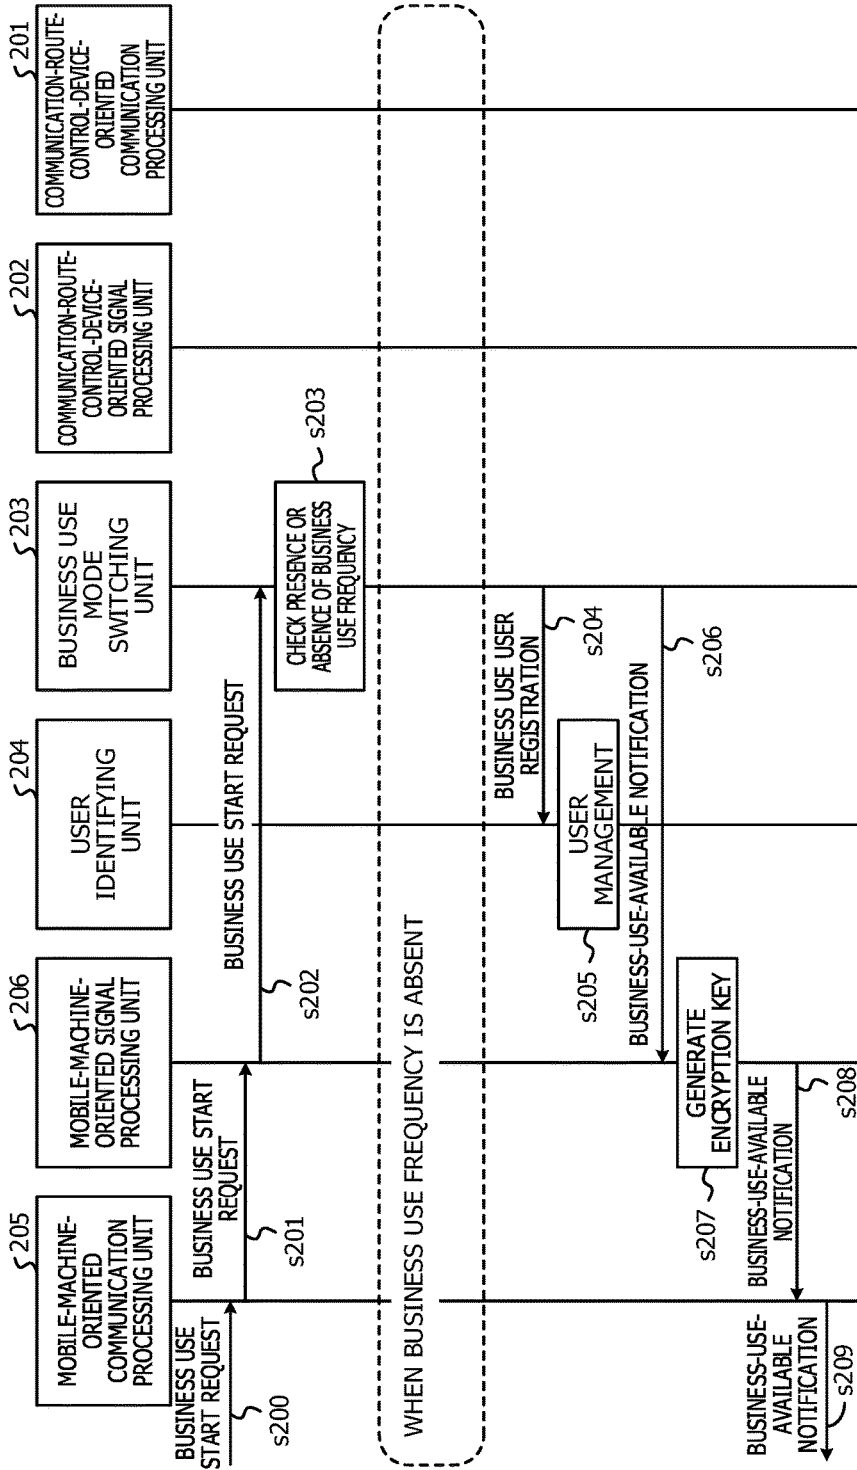 205
MOBILE-MACHINE-
ORIENTED
COMMUNICATION
PROCESSING UNIT
206
MOBILE-MACHINE-
ORIENTED SIGNAL
PROCESSING UNIT
204
USER
IDENTIFYING
UNIT
203
BUSINESS USE
MODE
SWITCHING
UNIT
202
COMMUNICATION-ROUTE-
CONTROL-DEVICE-
ORIENTED SIGNAL
PROCESSING UNIT
201
COMMUNICATION-ROUTE-
CONTROL-DEVICE-
ORIENTED
COMMUNICATION
PROCESSING UNIT
BUSINESS USE
START REQUEST
s200
BUSINESS USE START
REQUEST
s201
BUSINESS USE START REQUEST
s202
CHECK PRESENCE OR
ABSENCE OF BUSINESS
USE FREQUENCY
s203
WHEN BUSINESS USE FREQUENCY IS ABSENT
BUSINESS USE USER
REGISTRATION
s204
USER
MANAGEMENT
s205
BUSINESS-USE-AVAILABLE NOTIFICATION
s206
GENERATE
ENCRYPTION KEY
s207
BUSINESS-USE-AVAILABLE
NOTIFICATION
s208
BUSINESS-USE-
AVAILABLE
NOTIFICATION
s209